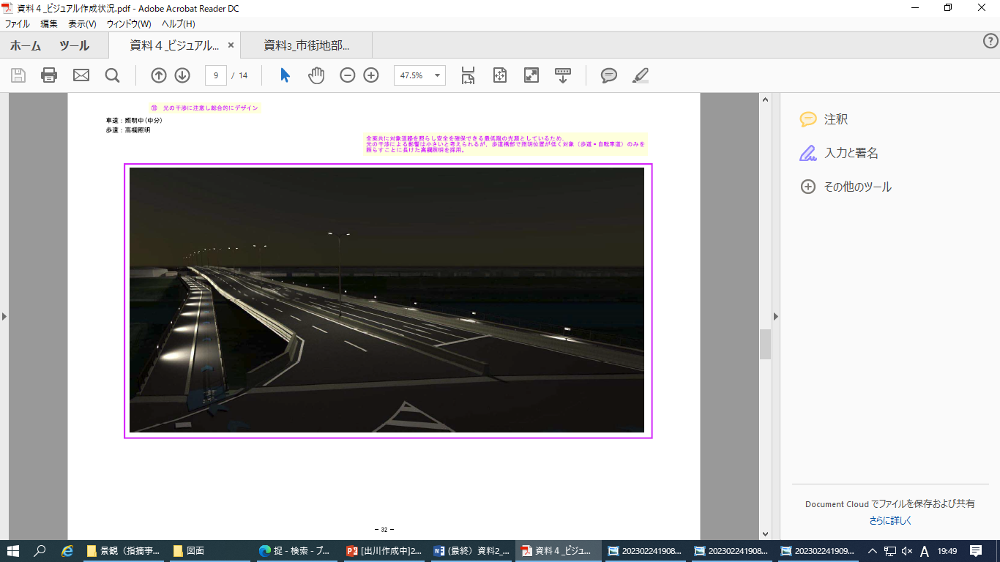 資料４_ビジュアル作成状況.pdf - Adobe Acrobat Reader DC
ファイル 編集 表示(V) ウィンドウ(W) ヘルプ(H)
ホーム ツール 資料４_ビジュアル... × 資料3_市街地部...
9 / 14 47.5%
光の干渉に注意し総合的にデザイン
車道：照明中(中分)
歩道：高欄照明
全案共に対象道路を照らし安全を確保できる最低限の光源としているため、
光の干渉による影響は小さいと考えられるが、歩道橋部で照明位置が低く対象（歩道・自転車道）のみを
照らすことに長けた高欄照明を採用。
注釈
入力と署名
その他のツール
Document Cloud でファイルを保存および共有
さらに詳しく
－ 32 －
景観（指摘事... 図面 捉 - 検索 - プ... [出川作成中]2... (最終）資料2_... 資料４_ビジュ... 202302241908... 202302241908... 202302241909... A 19:49